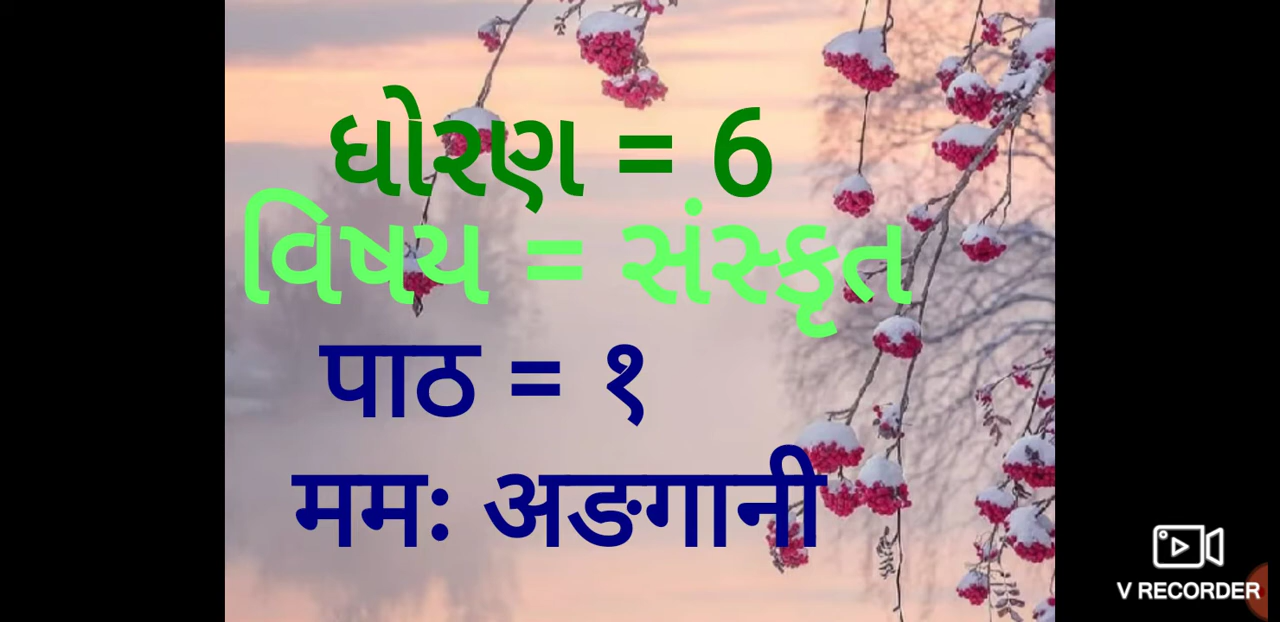 ધોરણ = 6
વિષય = સંસ્કૃત
पाठ = १
ममः अङगानी
V RECORDER